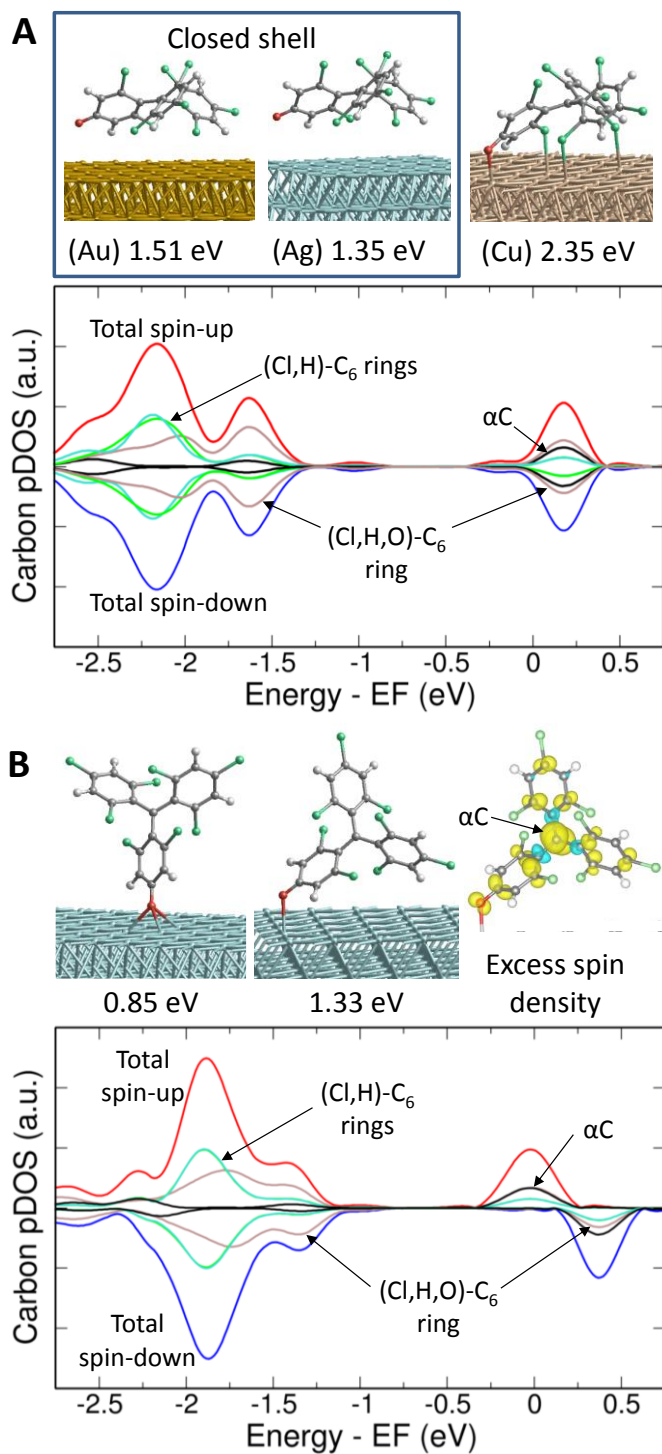 A
Closed shell
(Au) 1.51 eV
(Ag) 1.35 eV
(Cu) 2.35 eV
Carbon pDOS (a.u.)
Total spin-up
(Cl,H)-C6 rings
αC
(Cl,H,O)-C6
ring
Total spin-down
-2.5 -2 -1.5 -1 -0.5 0 0.5
Energy - EF (eV)
B
αC
0.85 eV
1.33 eV
Excess spin
density
Carbon pDOS (a.u.)
Total
spin-up
(Cl,H)-C6
rings
αC
(Cl,H,O)-C6
ring
Total
spin-down
-2.5 -2 -1.5 -1 -0.5 0 0.5
Energy - EF (eV)